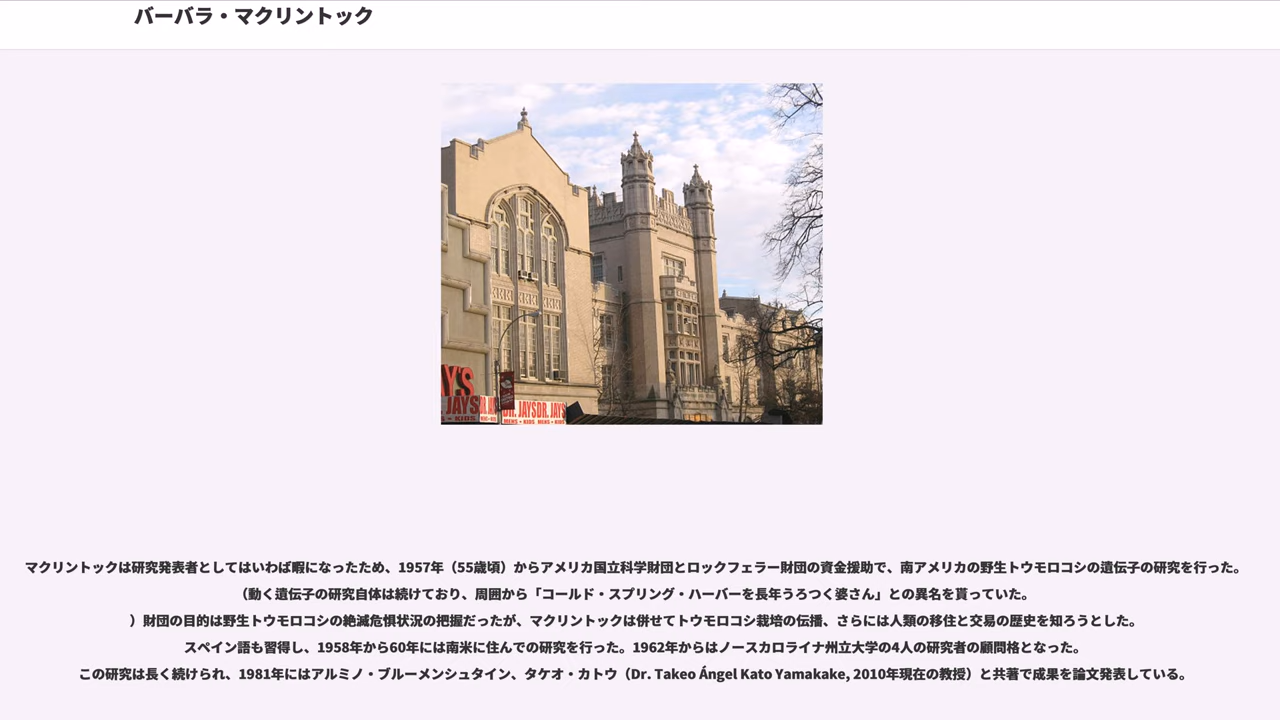 バーバラ・マクリントック
AY'S
JAYS
DR. JAYS DR. JAYS
MENS • KIDS MENS • KIDS
マクリントックは研究発表者としてはいわば暇になったため、1957年（55歳頃）からアメリカ国立科学財団とロックフェラー財団の資金援助で、南アメリカの野生トウモロコシの遺伝子の研究を行った。
（動く遺伝子の研究自体は続けており、周囲から「コールド・スプリング・ハーバーを長年うろつく婆さん」との異名を貰っていた。
）財団の目的は野生トウモロコシの絶滅危惧状況の把握だったが、マクリントックは併せてトウモロコシ栽培の伝播、さらには人類の移住と交易の歴史を知ろうとした。
スペイン語も習得し、1958年から60年には南米に住んでの研究を行った。1962年からはノースカロライナ州立大学の4人の研究者の顧問格となった。
この研究は長く続けられ、1981年にはアルミノ・ブルーメンシュタイン、タケオ・カトウ（Dr. Takeo Ángel Kato Yamakake, 2010年現在の教授）と共著で成果を論文発表している。